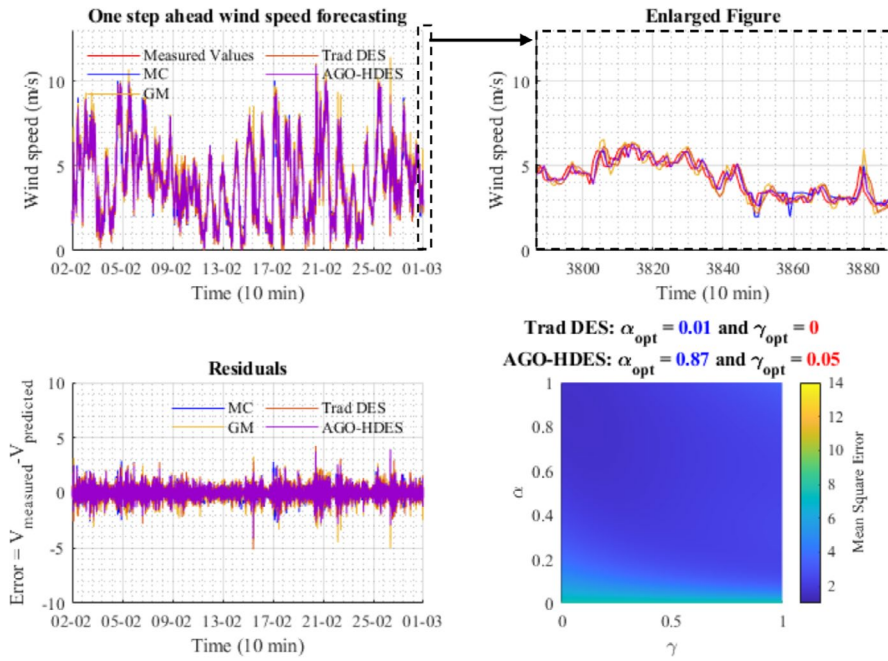 One step ahead wind speed forecasting
Measured Values
Trad DES
MC
AGO-HDES
GM
10
5
0
Wind speed (m/s)
02-02 05-02 09-02 13-02 17-02 21-02 25-02 01-03
Time (10 min)
Enlarged Figure
10
5
0
Wind speed (m/s)
3800 3820 3840 3860 3880
Time (10 min)
Residuals
MC
Trad DES
GM
AGO-HDES
10
5
0
-5
-10
Error = V_measured-V_predicted
02-02 05-02 09-02 13-02 17-02 21-02 25-02 01-03
Time (10 min)
Trad DES: α_opt = 0.01 and γ_opt = 0
AGO-HDES: α_opt = 0.87 and γ_opt = 0.05
1
0.8
0.6
0.4
0.2
0
α
0 0.5 1
γ
14
12
10
8
6
4
2
Mean Square Error